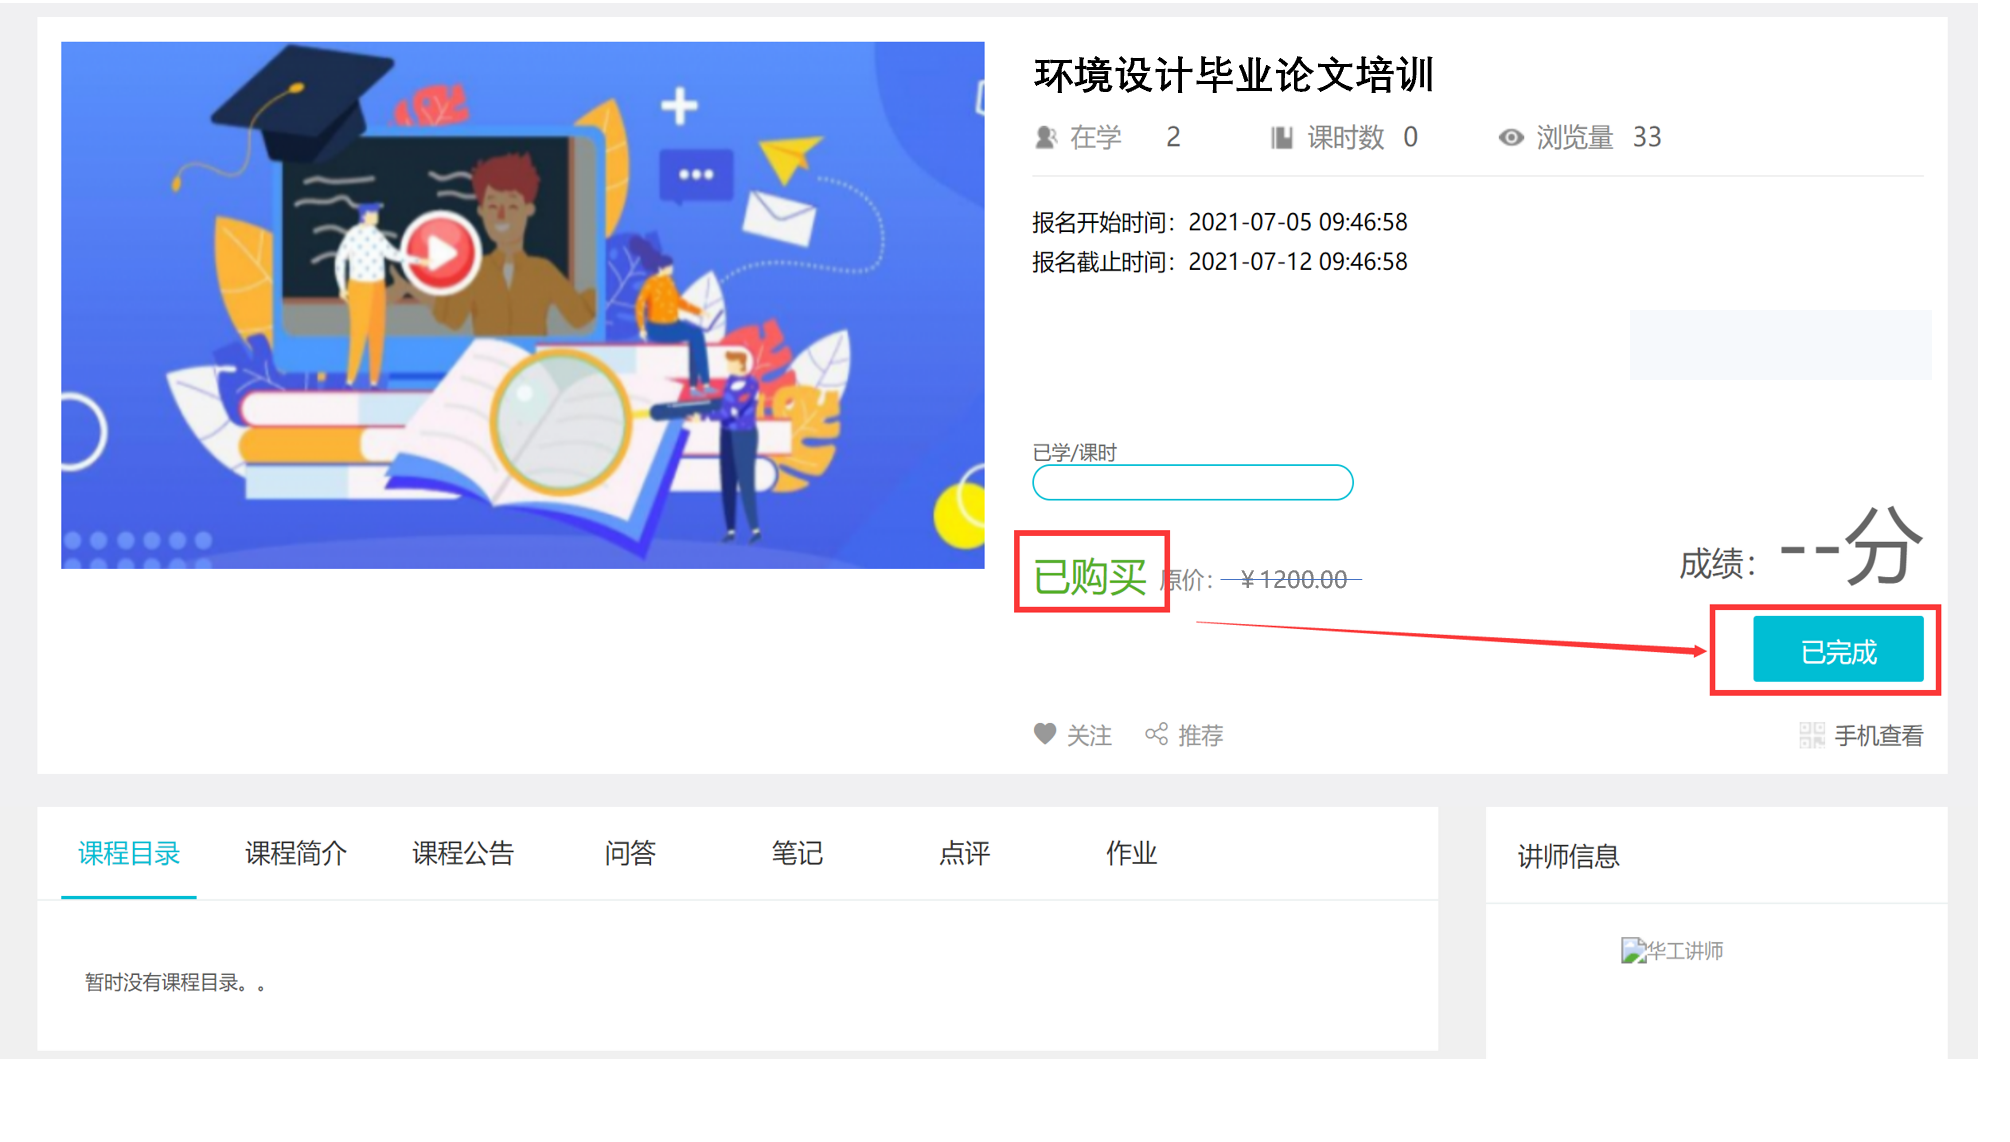 环境设计毕业论文培训
在学 2 课时数 0 浏览量 33
报名开始时间：2021-07-05 09:46:58
报名截止时间：2021-07-12 09:46:58
已学/课时
已购买 原价：￥1200.00
成绩：--分
已完成
关注 推荐 手机查看
课程目录 课程简介 课程公告 问答 笔记 点评 作业
暂时没有课程目录。。
讲师信息
华工讲师